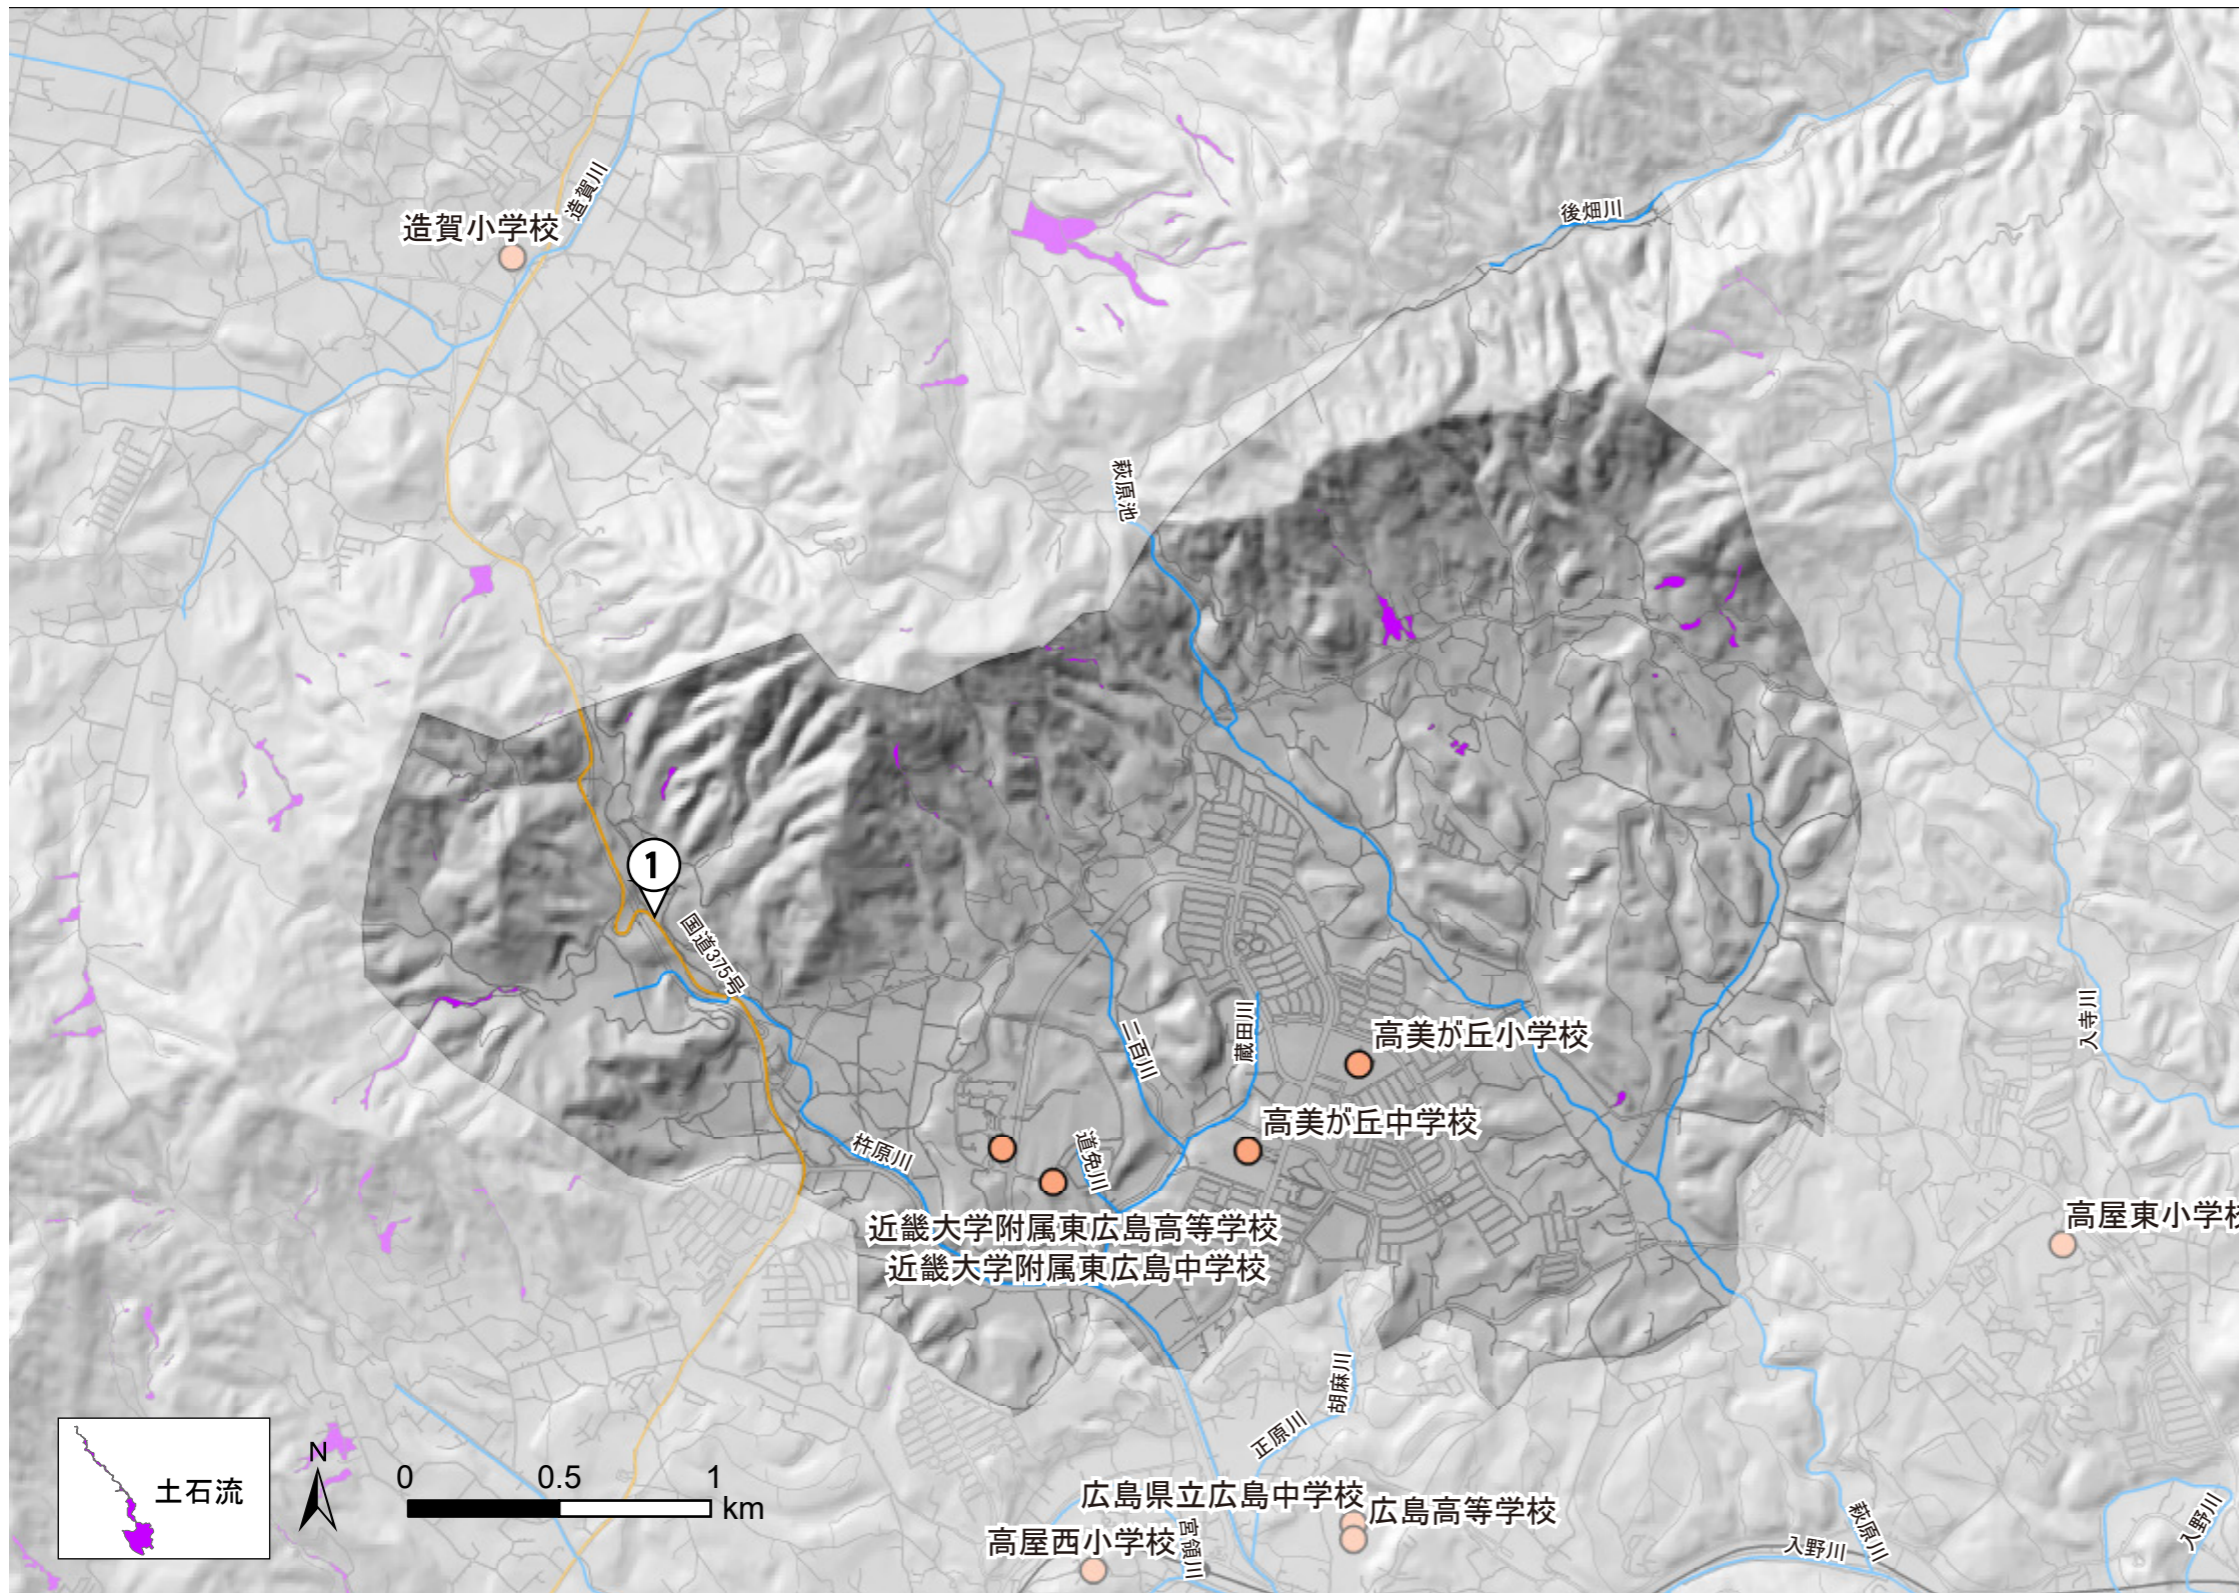 造賀小学校
造賀川
後畑川
萩原池
1
国道375号
入寺川
二百川
蔵田川
高美が丘小学校
高美が丘中学校
杵原川
道免川
近畿大学附属東広島高等学校
近畿大学附属東広島中学校
高屋東小学校
胡麻川
正原川
土石流
N
0 0.5 1
km
広島県立広島中学校
広島高等学校
高屋西小学校
宮領川
入野川
萩原川
入野川